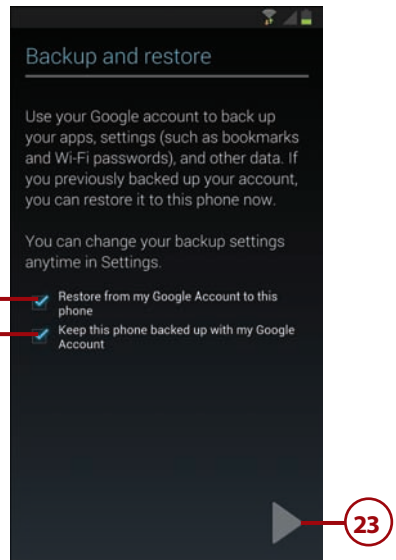 Backup and restore
Use your Google account to back up
your apps, settings (such as bookmarks
and Wi-Fi passwords), and other data. If
you previously backed up your account,
you can restore it to this phone now.
You can change your backup settings
anytime in Settings.
Restore from my Google Account to this
phone
Keep this phone backed up with my Google
Account
23